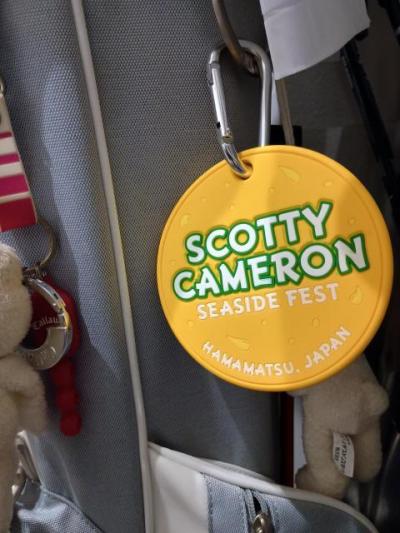 SCOTTY
CAMERON
SEASIDE FEST
HAMAMATSU, JAPAN